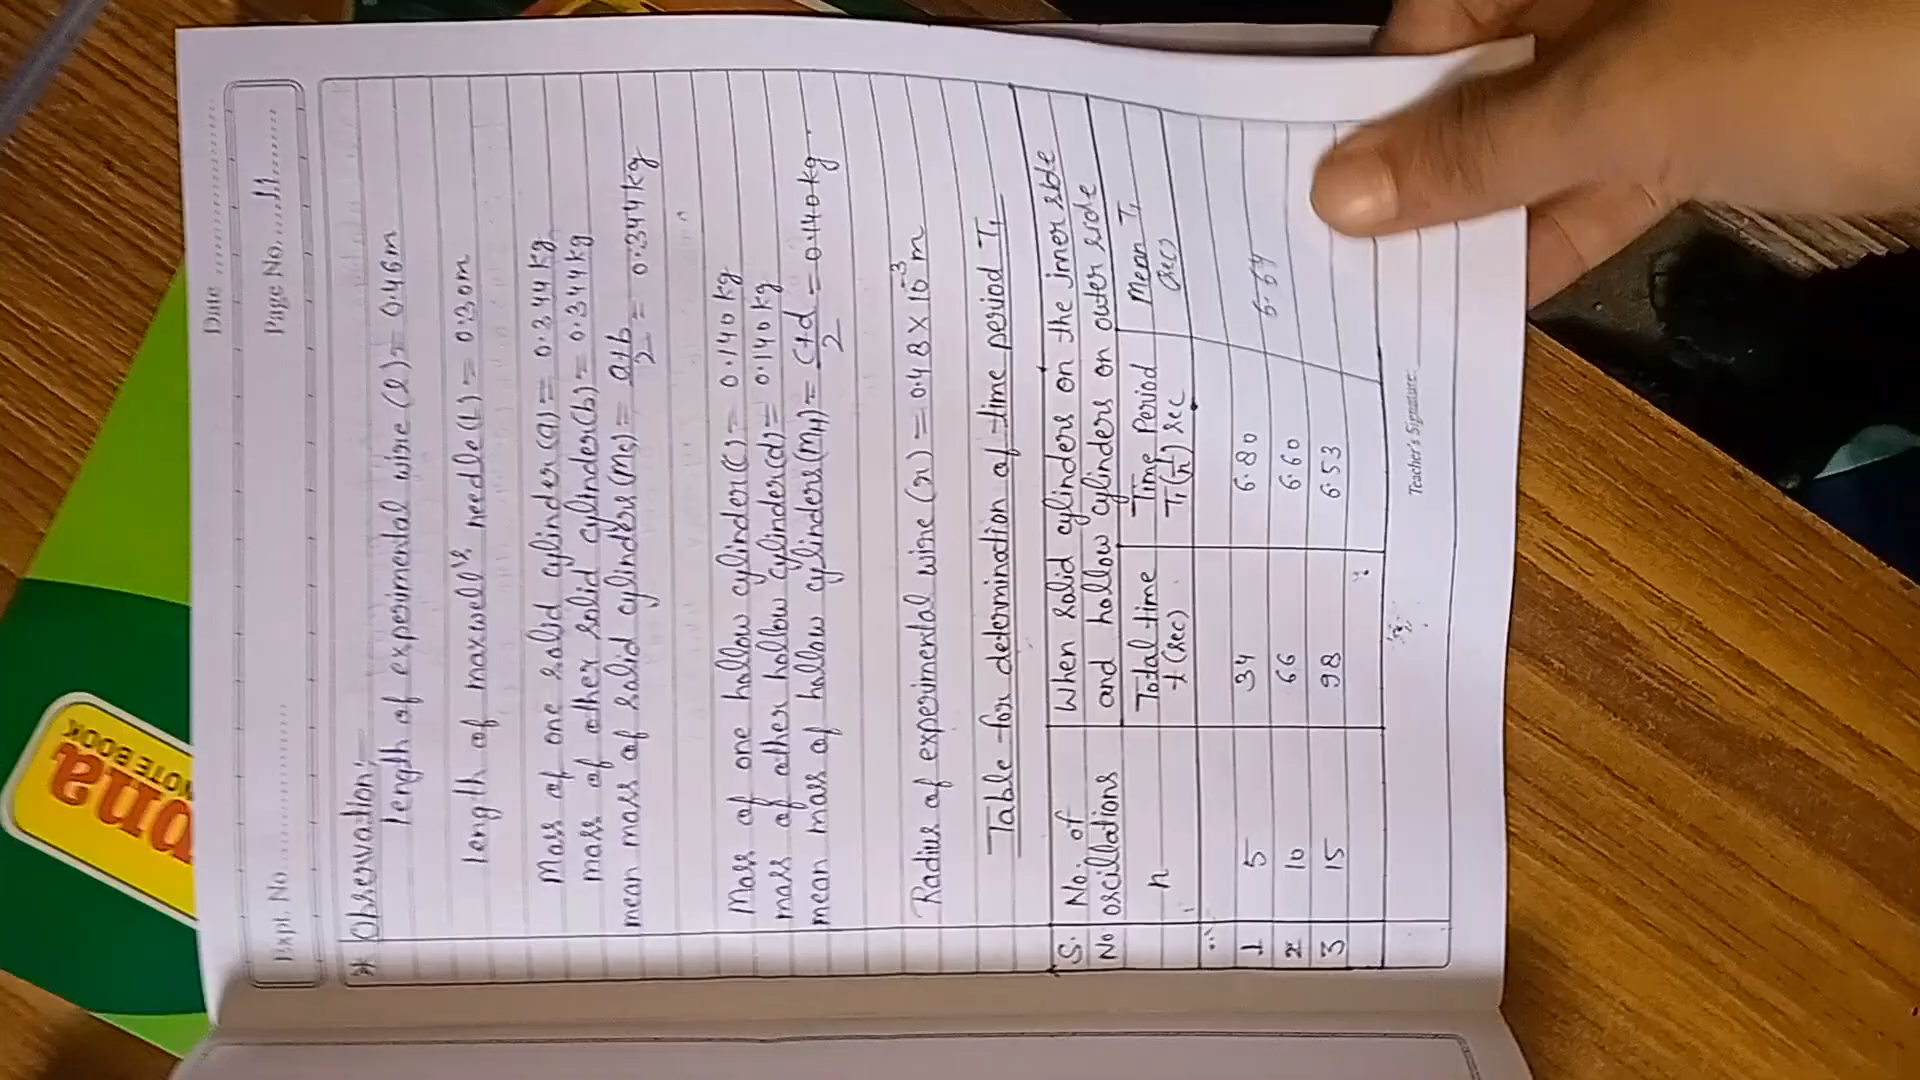 Date
Expt. No.
Page No. 11
* Observation:-
length of experimental wire (l) = 0.46m
length of maxwell's needle (L) = 0.30m
Mass of one solid cylinder (a) = 0.344 kg
mass of other solid cylinder (b) = 0.344 kg
mean mass of solid cylinders (Ms) = a+b/2 = 0.344 kg
Mass of one hollow cylinder (c) = 0.140 kg
mass of other hollow cylinder (d) = 0.140 kg
mean mass of hollow cylinders (MH) = c+d/2 = 0.140 kg.
Radius of experimental wire (r) = 0.48 × 10⁻³ m
Table for determination of time period T₁
S. No. No. of oscillations n When solid cylinders on the inner side and hollow cylinders on outer side
Total time t (sec) Time Period T₁ (t/n) sec Mean T₁ sec
1 5 34 6.80
2 10 66 6.60 6.64
3 15 98 6.53
Teacher's Signature:
ona
NOTE BOOK